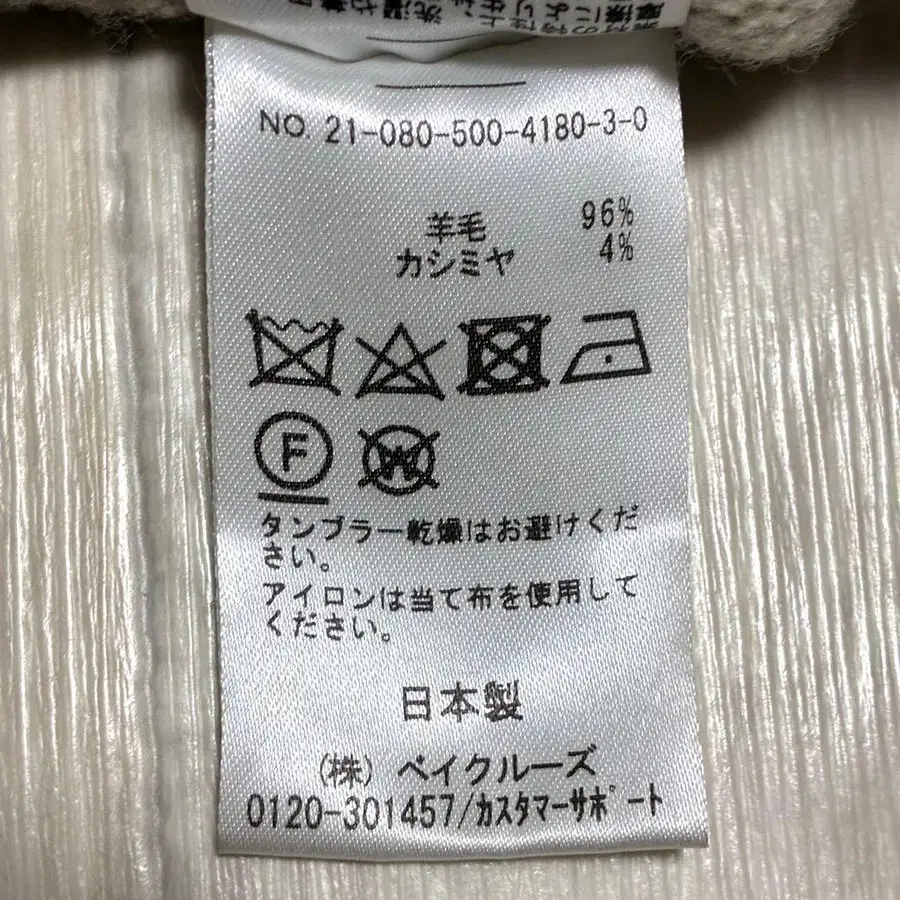 NO. 21-080-500-4180-3-0
羊毛 96%
カシミヤ 4%
F
W
タンブラー乾燥はお避けくだ
さい。
アイロンは当て布を使用して
ください。
日本製
(株) ベイクルーズ
0120-301457/カスタマーサポート